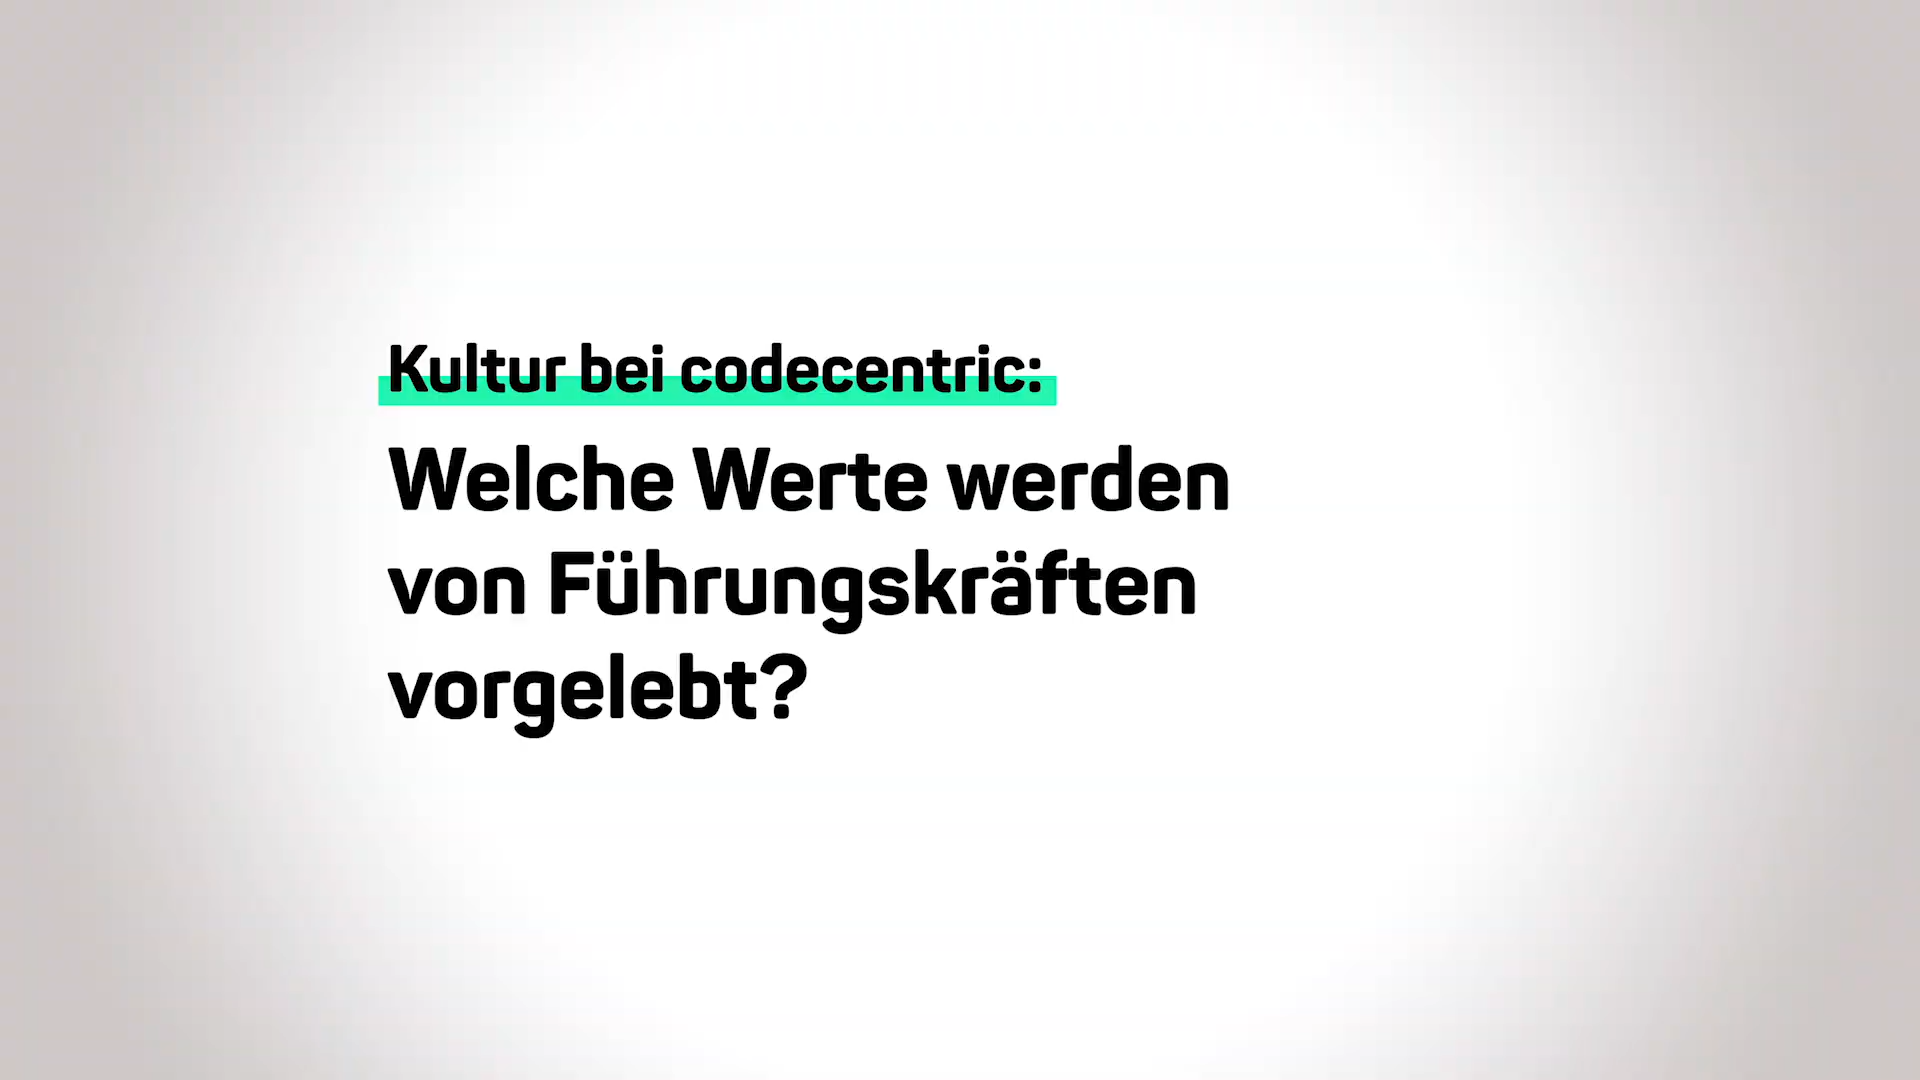 Kultur bei codecentric:
Welche Werte werden
von Führungskräften
vorgelebt?